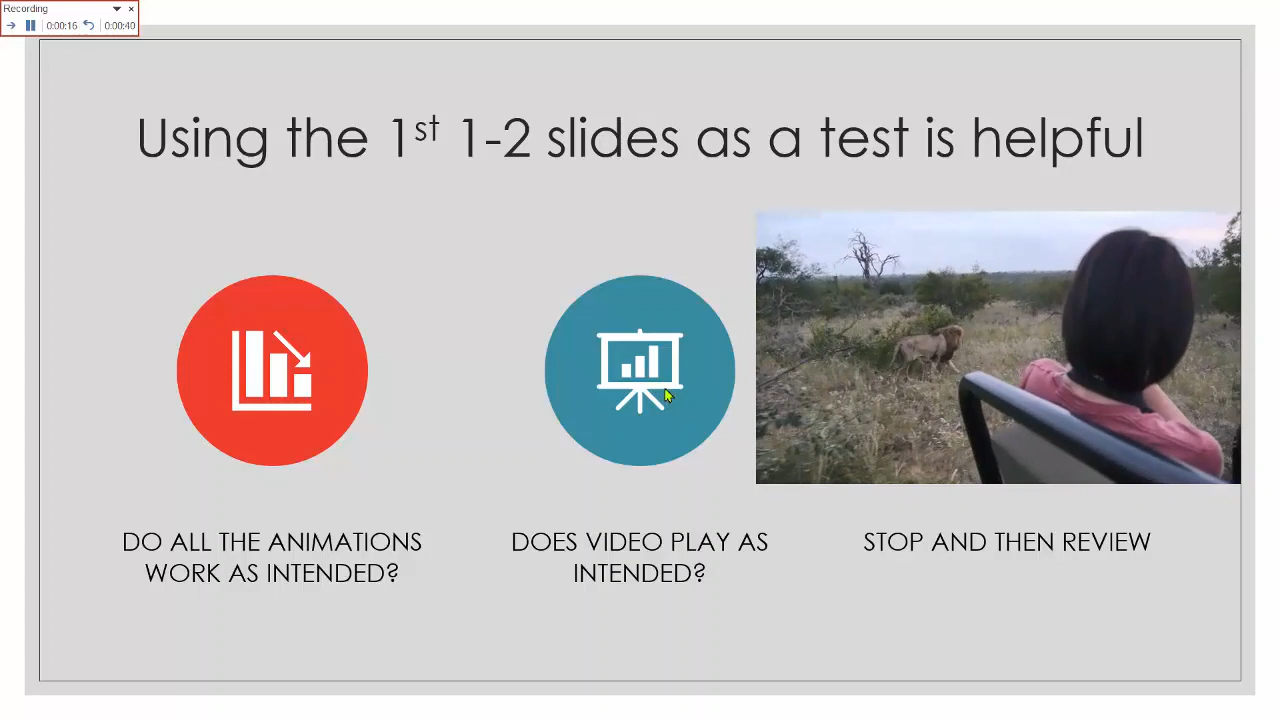 Recording
0:00:16 0:00:40
Using the 1st 1-2 slides as a test is helpful
DO ALL THE ANIMATIONS
WORK AS INTENDED?
DOES VIDEO PLAY AS
INTENDED?
STOP AND THEN REVIEW